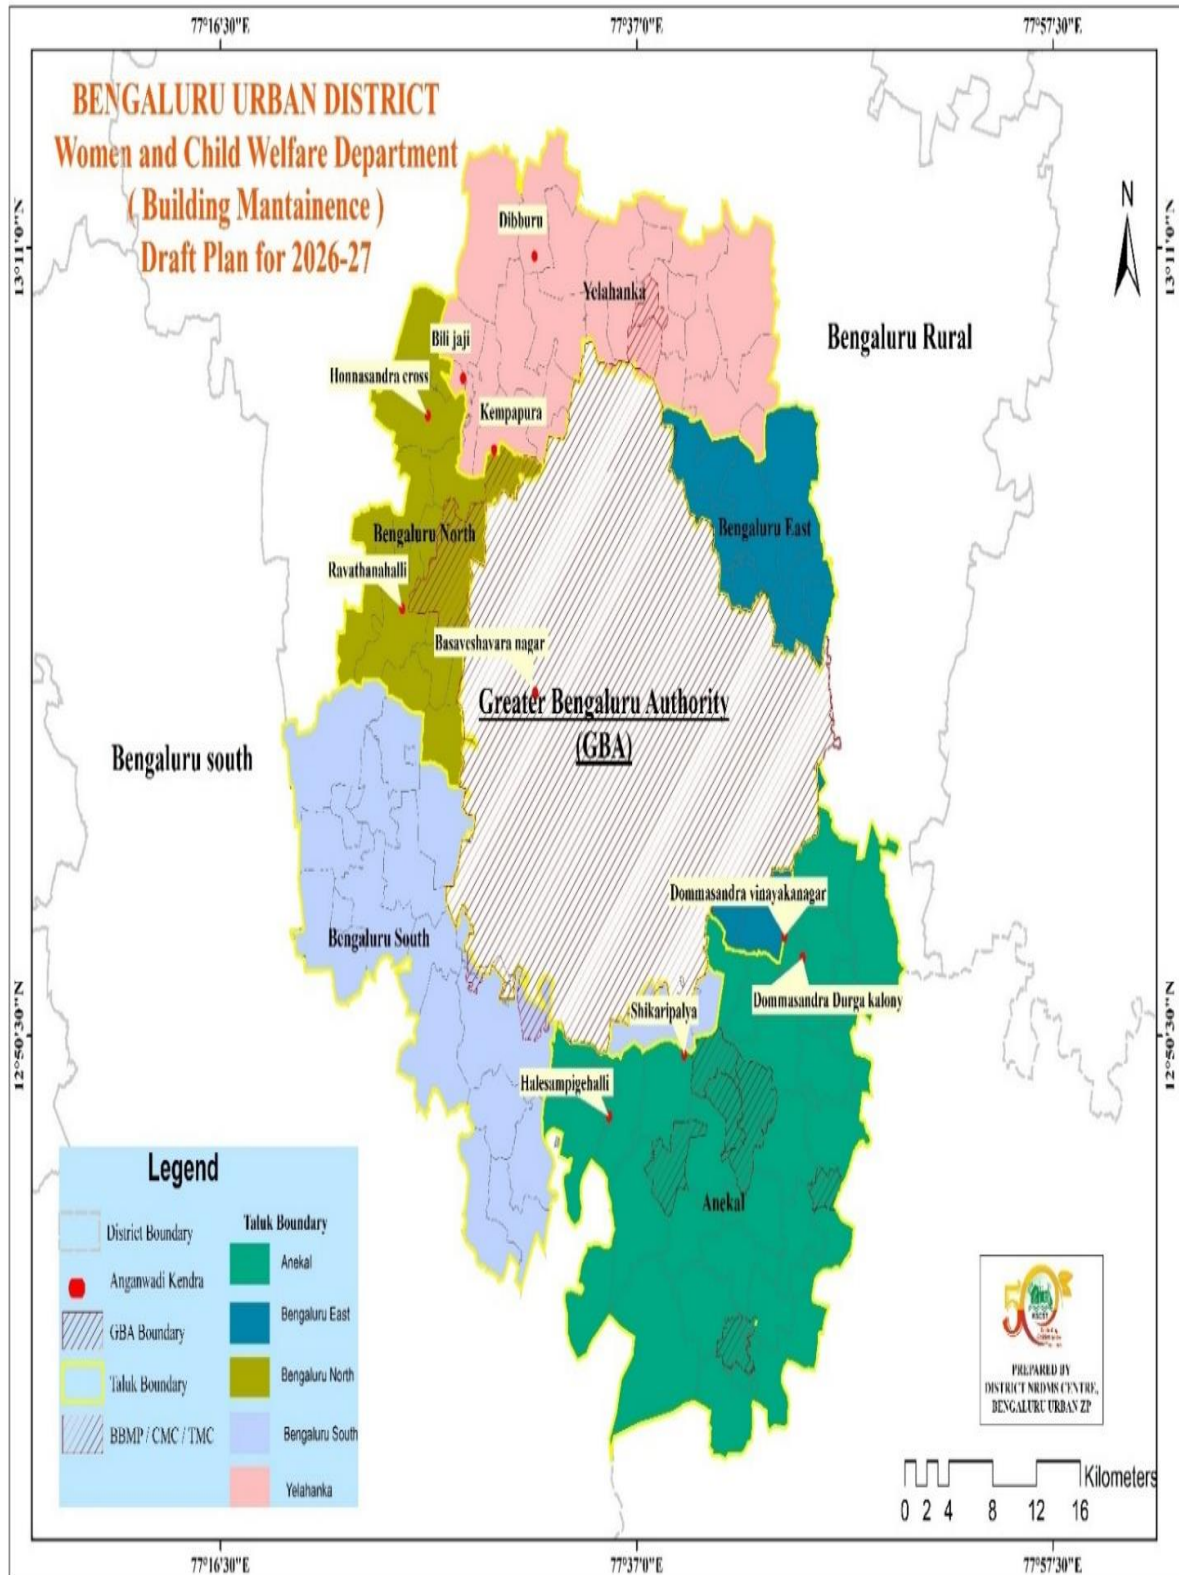 77°16'30"E
77°37'0"E
77°57'30"E
BENGALURU URBAN DISTRICT
Women and Child Welfare Department
( Building Mantainence )
Draft Plan for 2026-27
N
13°11'0"N
13°11'0"N
Dibburu
Yelahanka
Bengaluru Rural
Bili jaji
Honnasandra cross
Kempapura
Bengaluru North
Bengaluru East
Ravathanahalli
Basaveshavara nagar
Greater Bengaluru Authority
(GBA)
Bengaluru south
Dommasandra vinayakanagar
Bengaluru South
Dommasandra Durga kalony
Shikaripalya
12°50'30"N
12°50'30"N
Halesampigehalli
Anekal
Legend
District Boundary
Anganwadi Kendra
GBA Boundary
Taluk Boundary
BBMP / CMC / TMC
Taluk Boundary
Anekal
Bengaluru East
Bengaluru North
Bengaluru South
Yelahanka
50
PREPARED BY
DISTRICT NRDMS CENTRE,
BENGALURU URBAN ZP
Kilometers
0 2 4 8 12 16
77°16'30"E
77°37'0"E
77°57'30"E